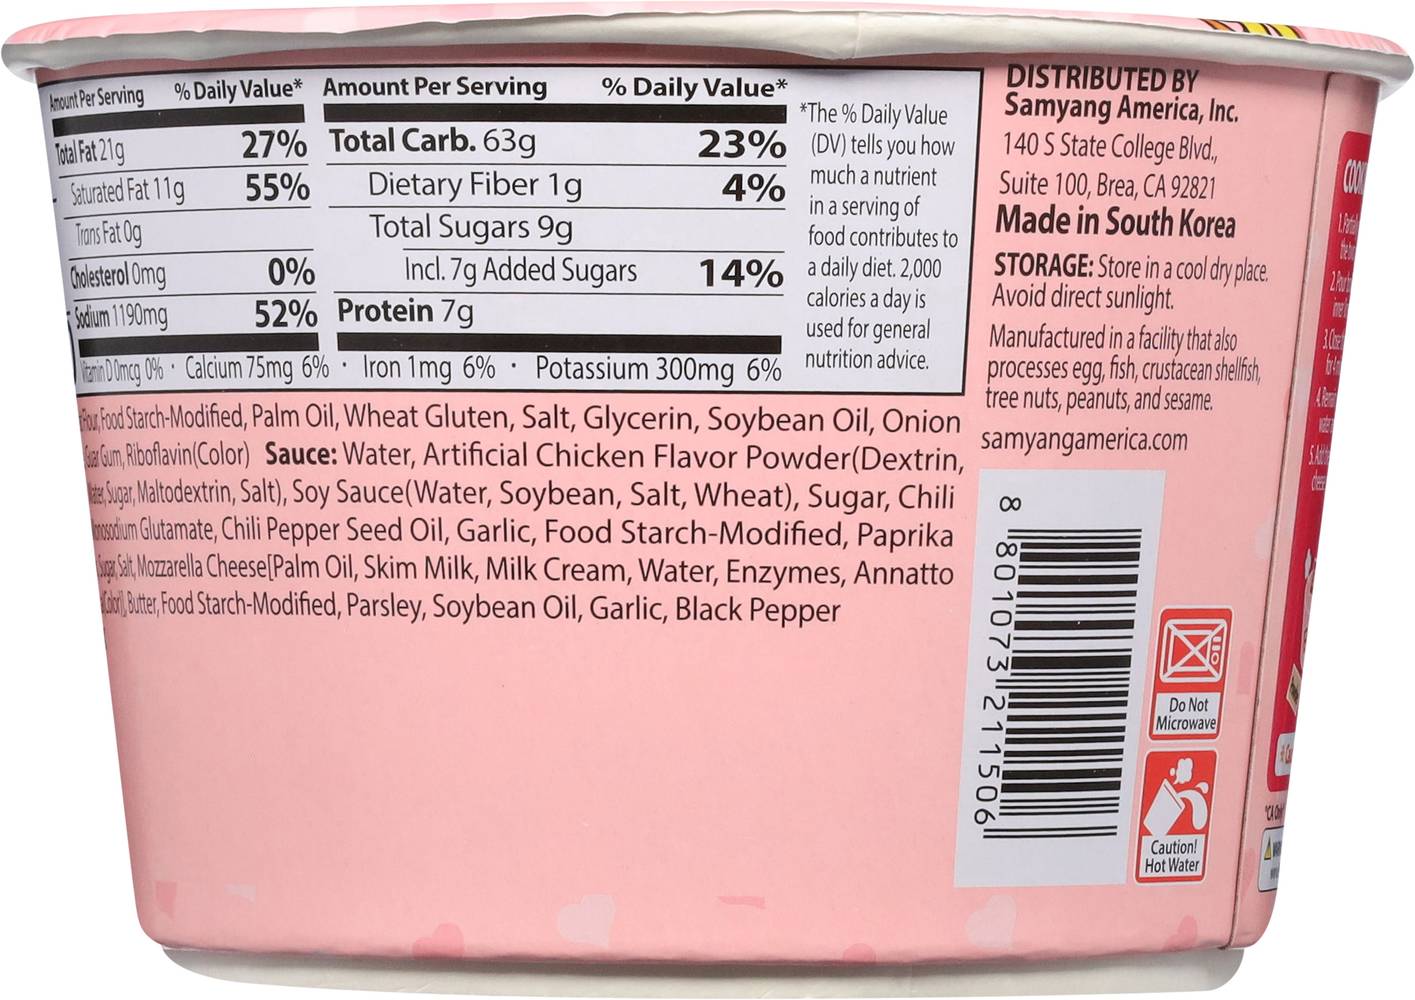 Amount Per Serving % Daily Value*
Total Fat 21g 27%
Saturated Fat 11g 55%
Trans Fat 0g
Cholesterol 0mg 0%
Sodium 1190mg 52%
Amount Per Serving % Daily Value*
Total Carb. 63g 23%
Dietary Fiber 1g 4%
Total Sugars 9g
Incl. 7g Added Sugars 14%
Protein 7g
Vitamin D 0mcg 0% · Calcium 75mg 6% · Iron 1mg 6% · Potassium 300mg 6%
*The % Daily Value
(DV) tells you how
much a nutrient
in a serving of
food contributes to
a daily diet. 2,000
calories a day is
used for general
nutrition advice.
Flour, Food Starch-Modified, Palm Oil, Wheat Gluten, Salt, Glycerin, Soybean Oil, Onion
Guar Gum, Riboflavin(Color) Sauce: Water, Artificial Chicken Flavor Powder(Dextrin,
Sugar, Maltodextrin, Salt), Soy Sauce(Water, Soybean, Salt, Wheat), Sugar, Chili
Glutamate, Chili Pepper Seed Oil, Garlic, Food Starch-Modified, Paprika
Sugar, Salt, Mozzarella Cheese[Palm Oil, Skim Milk, Milk Cream, Water, Enzymes, Annatto
(Color)], Butter, Food Starch-Modified, Parsley, Soybean Oil, Garlic, Black Pepper
DISTRIBUTED BY
Samyang America, Inc.
140 S State College Blvd.,
Suite 100, Brea, CA 92821
Made in South Korea
STORAGE: Store in a cool dry place.
Avoid direct sunlight.
Manufactured in a facility that also
processes egg, fish, crustacean shellfish,
tree nuts, peanuts, and sesame.
samyangamerica.com
8 801073 211506
Do Not
Microwave
Caution!
Hot Water